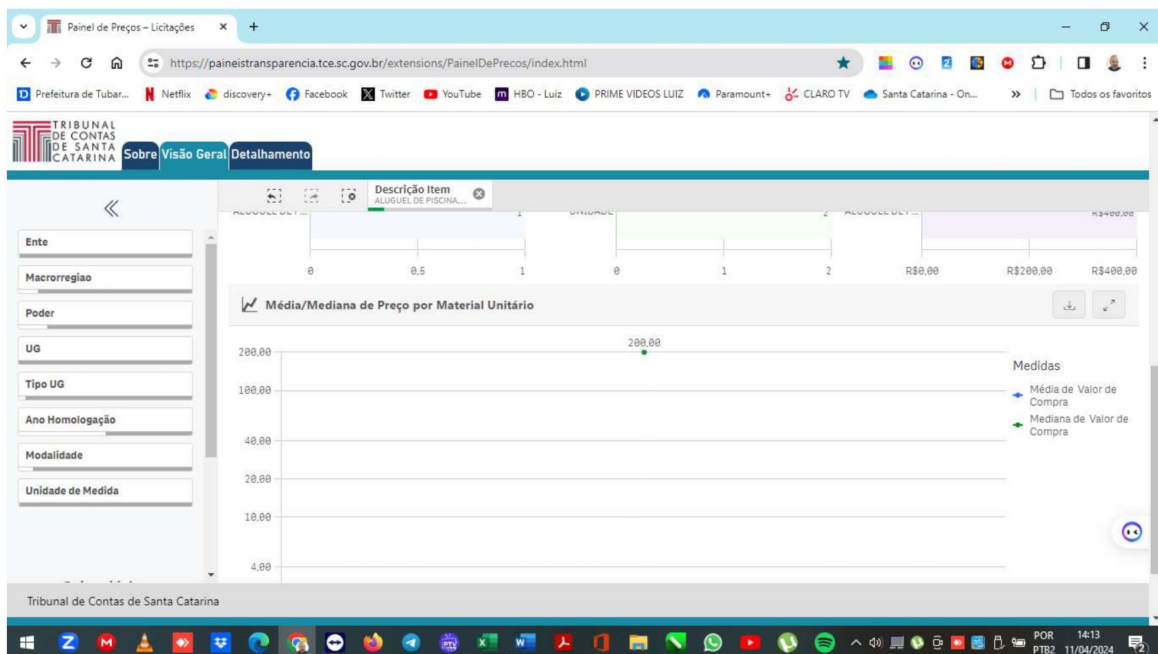 Painel de Preços – Licitações
https://paineistransparencia.tce.sc.gov.br/extensions/PainelDePrecos/index.html
Prefeitura de Tubar... Netflix discovery+ Facebook Twitter YouTube HBO - Luiz PRIME VIDEOS LUIZ Paramount+ CLARO TV Santa Catarina - On... » Todos os favoritos
TRIBUNAL
DE CONTAS
DE SANTA
CATARINA
Sobre Visão Geral Detalhamento
Descrição Item
ALUGUEL DE PISCINA,...
1 UNIDADE 2 R$400,00
0 0,5 1 0 1 2 R$0,00 R$200,00 R$400,00
Ente
Macrorregiao
Poder
UG
Tipo UG
Ano Homologação
Modalidade
Unidade de Medida
Média/Mediana de Preço por Material Unitário
200,00
200,00
100,00
40,00
20,00
10,00
4,00
Medidas
Média de Valor de
Compra
Mediana de Valor de
Compra
Tribunal de Contas de Santa Catarina
POR
PTB2
14:13
11/04/2024